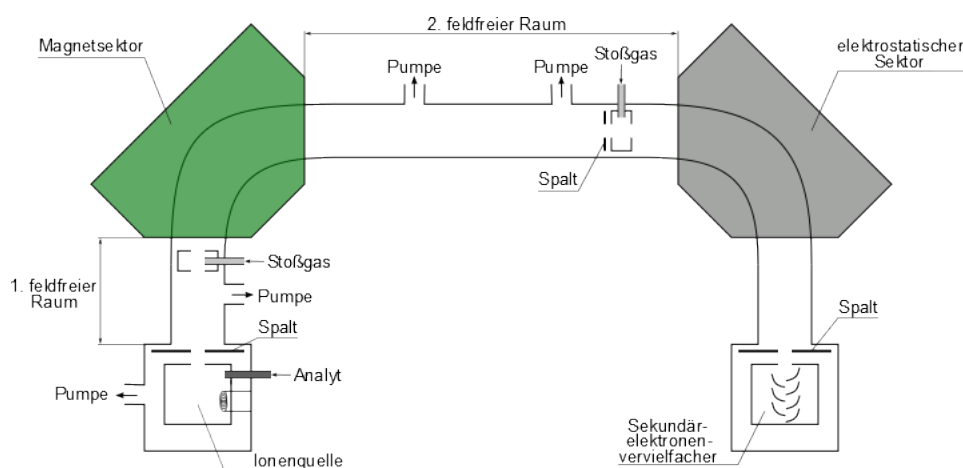 2. feldfreier Raum
Magnetsektor
elektrostatischer
Sektor
Pumpe
Pumpe
Stoßgas
Spalt
1. feldfreier
Raum
Stoßgas
Pumpe
Spalt
Spalt
Analyt
Pumpe
Sekundär-
elektronen-
vervielfacher
Ionenquelle